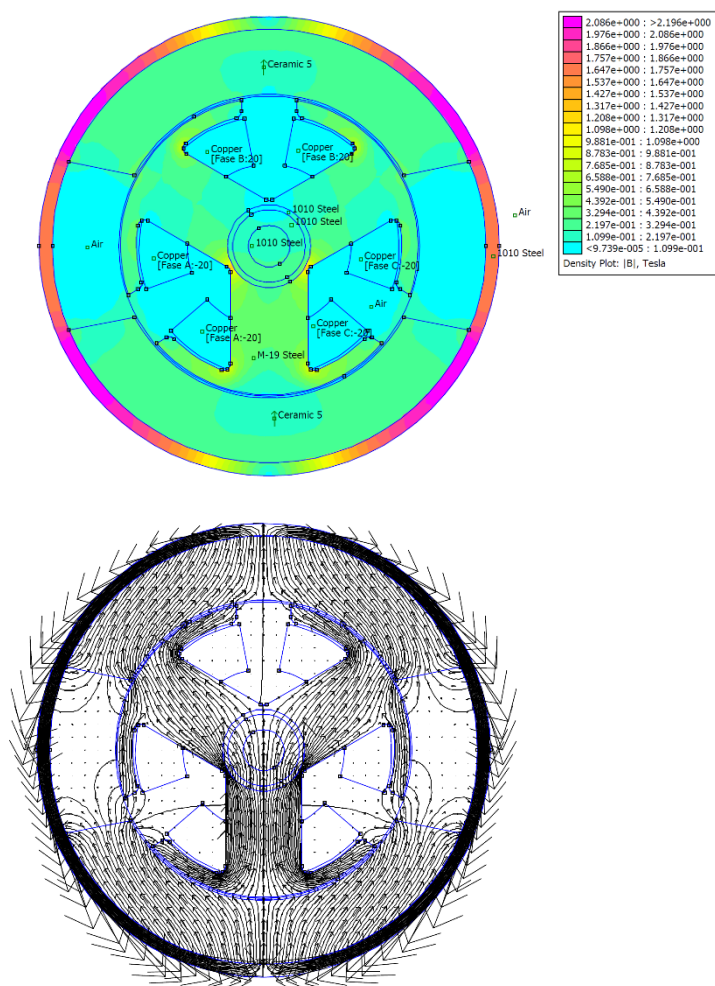 2.086e+000 : >2.196e+000
1.976e+000 : 2.086e+000
1.866e+000 : 1.976e+000
1.757e+000 : 1.866e+000
1.647e+000 : 1.757e+000
1.537e+000 : 1.647e+000
1.427e+000 : 1.537e+000
1.317e+000 : 1.427e+000
1.208e+000 : 1.317e+000
1.098e+000 : 1.208e+000
9.881e-001 : 1.098e+000
8.783e-001 : 9.881e-001
7.685e-001 : 8.783e-001
6.588e-001 : 7.685e-001
5.490e-001 : 6.588e-001
4.392e-001 : 5.490e-001
3.294e-001 : 4.392e-001
2.197e-001 : 3.294e-001
1.099e-001 : 2.197e-001
<9.739e-005 : 1.099e-001
Density Plot: |B|, Tesla
Ceramic 5
Copper
[Fase B:20]
Copper
[Fase B:20]
1010 Steel
1010 Steel
1010 Steel
Air
Air
1010 Steel
Copper
[Fase A:-20]
Copper
[Fase C:-20]
Air
Copper
[Fase A:-20]
Copper
[Fase C:-20]
M-19 Steel
Ceramic 5